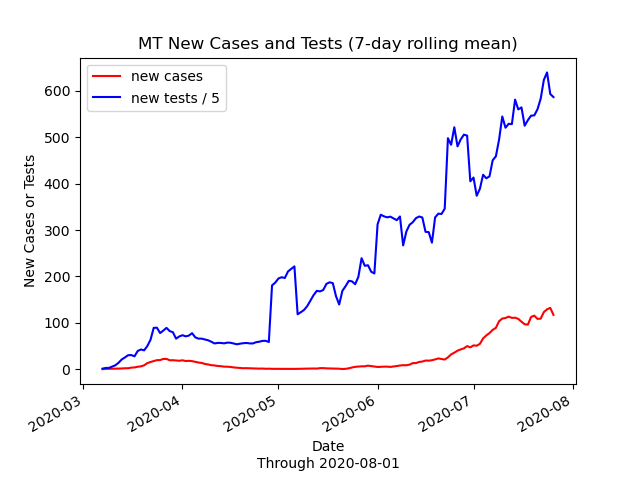 MT New Cases and Tests (7-day rolling mean)
new cases
new tests / 5
New Cases or Tests
600
500
400
300
200
100
0
2020-03
2020-04
2020-05
2020-06
2020-07
2020-08
Date
Through 2020-08-01